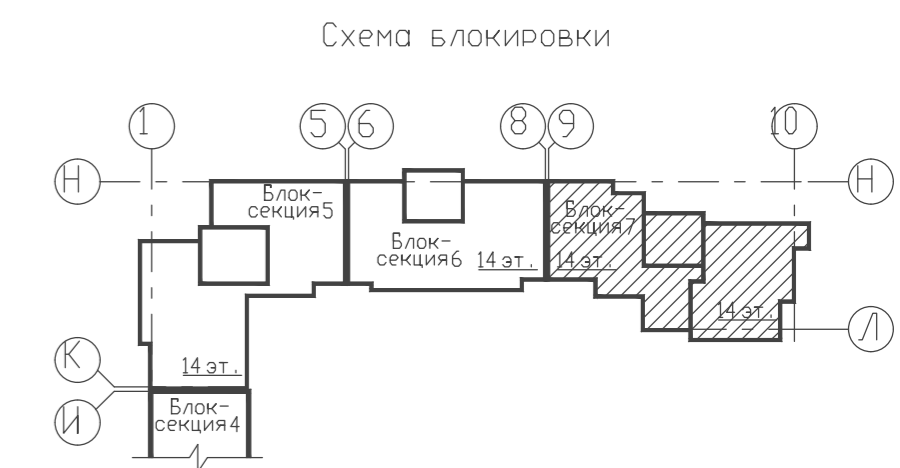 Схема блокировки
1 5 6 8 9 10
Н Н
Блок-
секция5
Блок-
секция7
Блок-
секция6
14 эт. 14 эт.
14 эт.
Л
К
14 эт.
И
Блок-
секция4